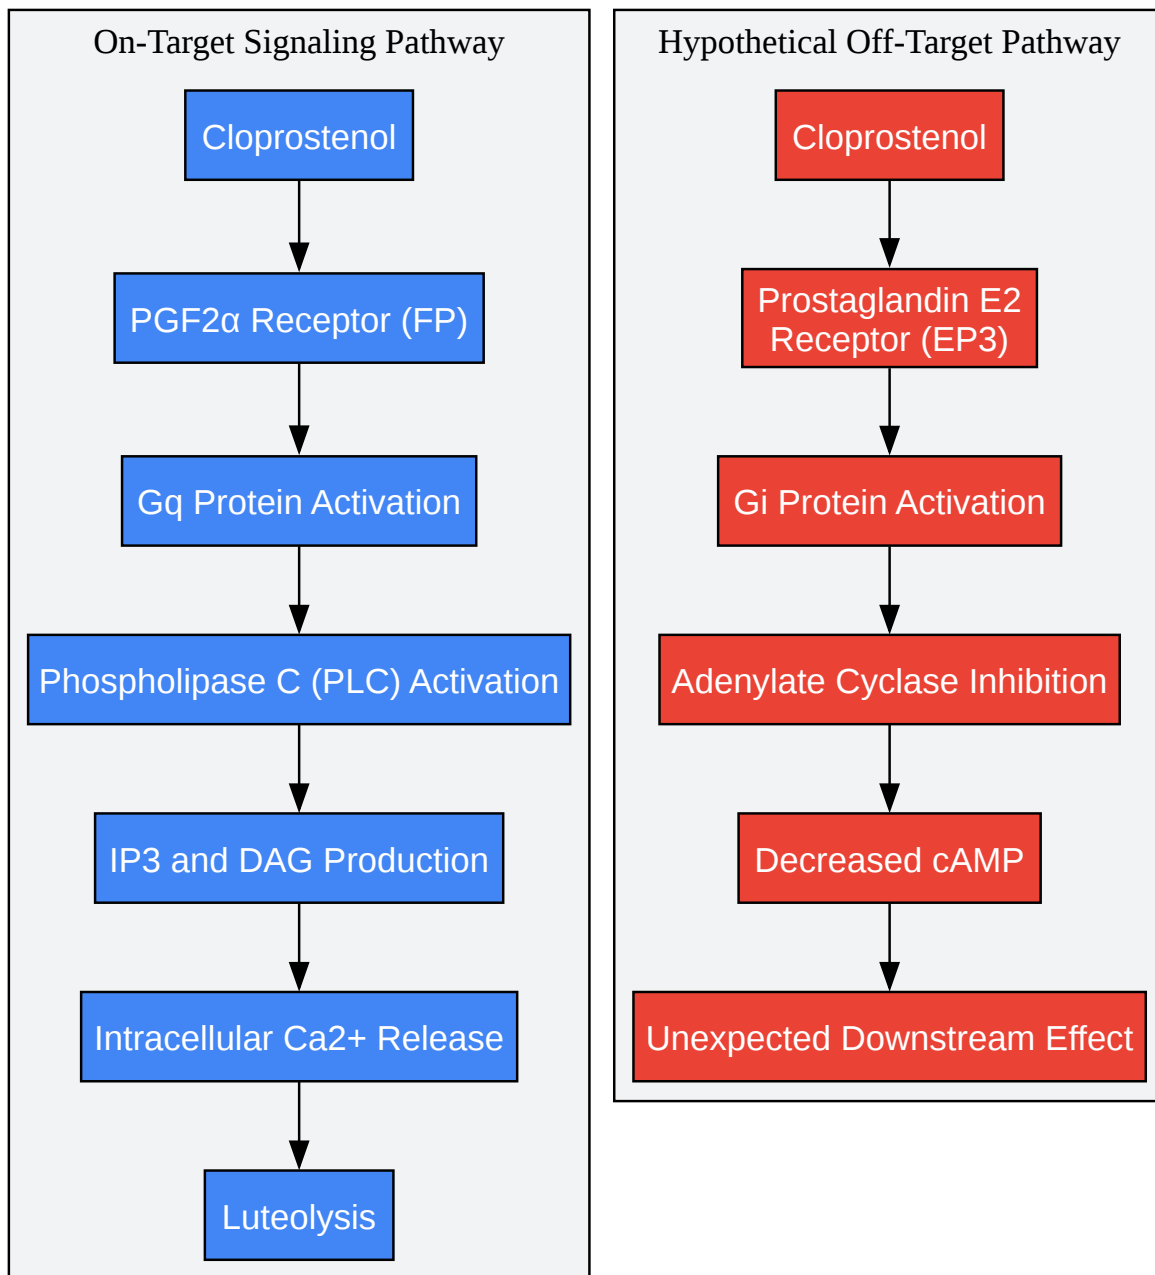 On-Target Signaling Pathway
Cloprostenol
PGF2α Receptor (FP)
Gq Protein Activation
Phospholipase C (PLC) Activation
IP3 and DAG Production
Intracellular Ca2+ Release
Luteolysis
Hypothetical Off-Target Pathway
Cloprostenol
Prostaglandin E2
Receptor (EP3)
Gi Protein Activation
Adenylate Cyclase Inhibition
Decreased cAMP
Unexpected Downstream Effect